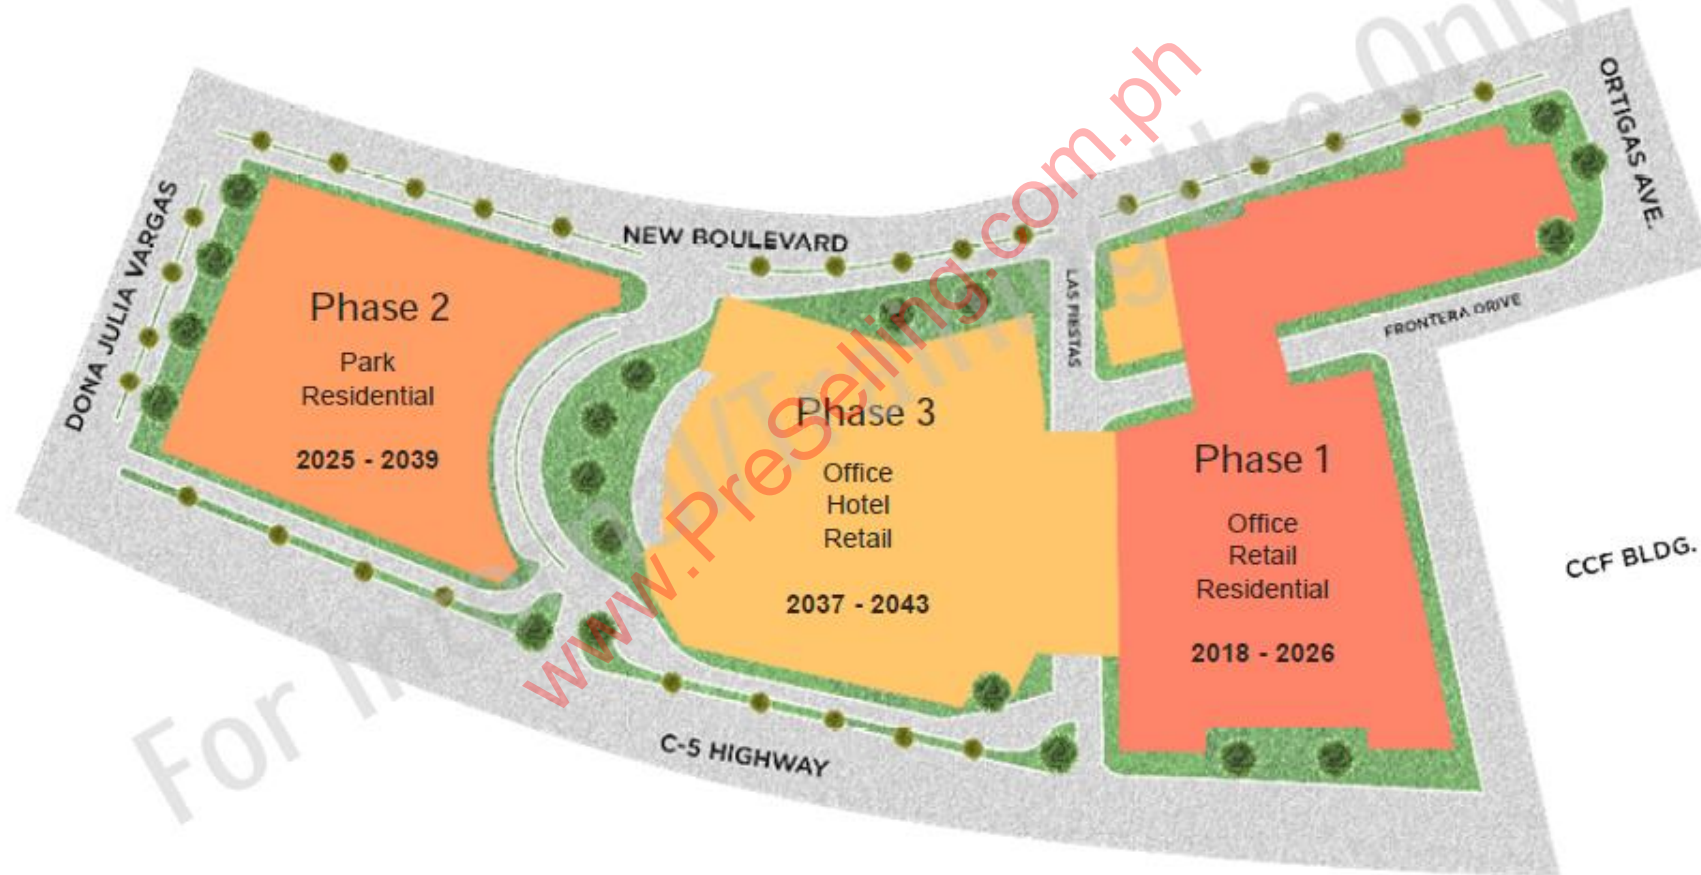 ORTIGAS AVE.
DONA JULIA VARGAS
NEW BOULEVARD
LAS FIESTAS
FRONTERA DRIVE
Phase 2
Park
Residential
2025 - 2039
Phase 3
Office
Hotel
Retail
2037 - 2043
Phase 1
Office
Retail
Residential
2018 - 2026
CCF BLDG.
C-5 HIGHWAY
www.PreSelling.com.ph
For
Only